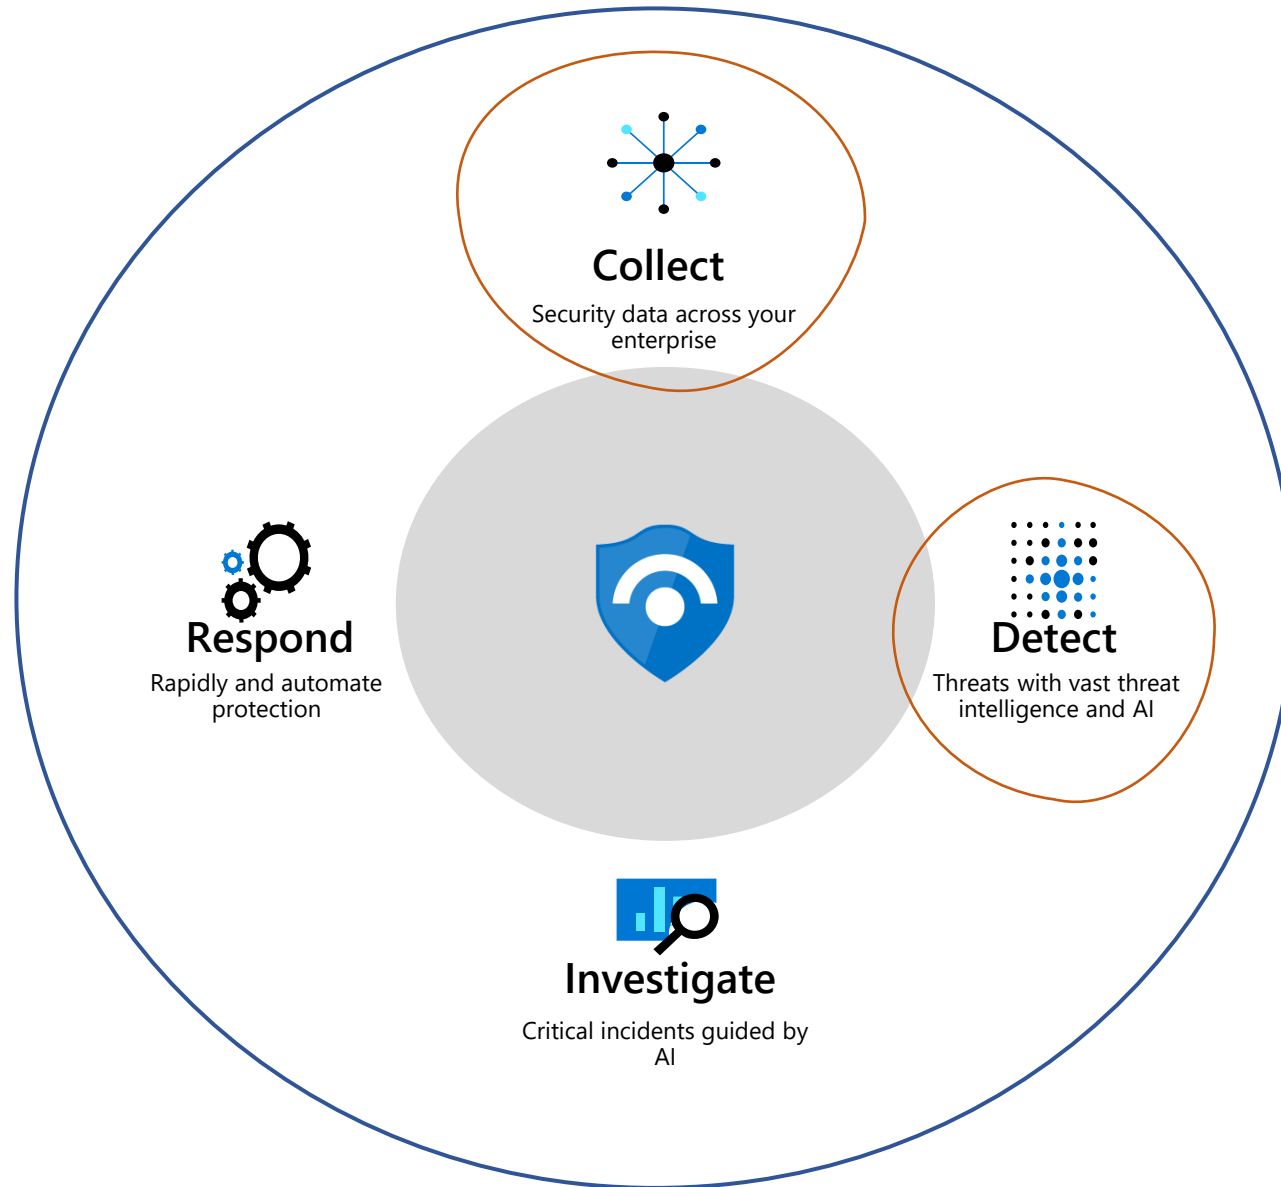 Collect
Security data across your
enterprise
Respond
Rapidly and automate
protection
Detect
Threats with vast threat
intelligence and AI
Investigate
Critical incidents guided by
AI